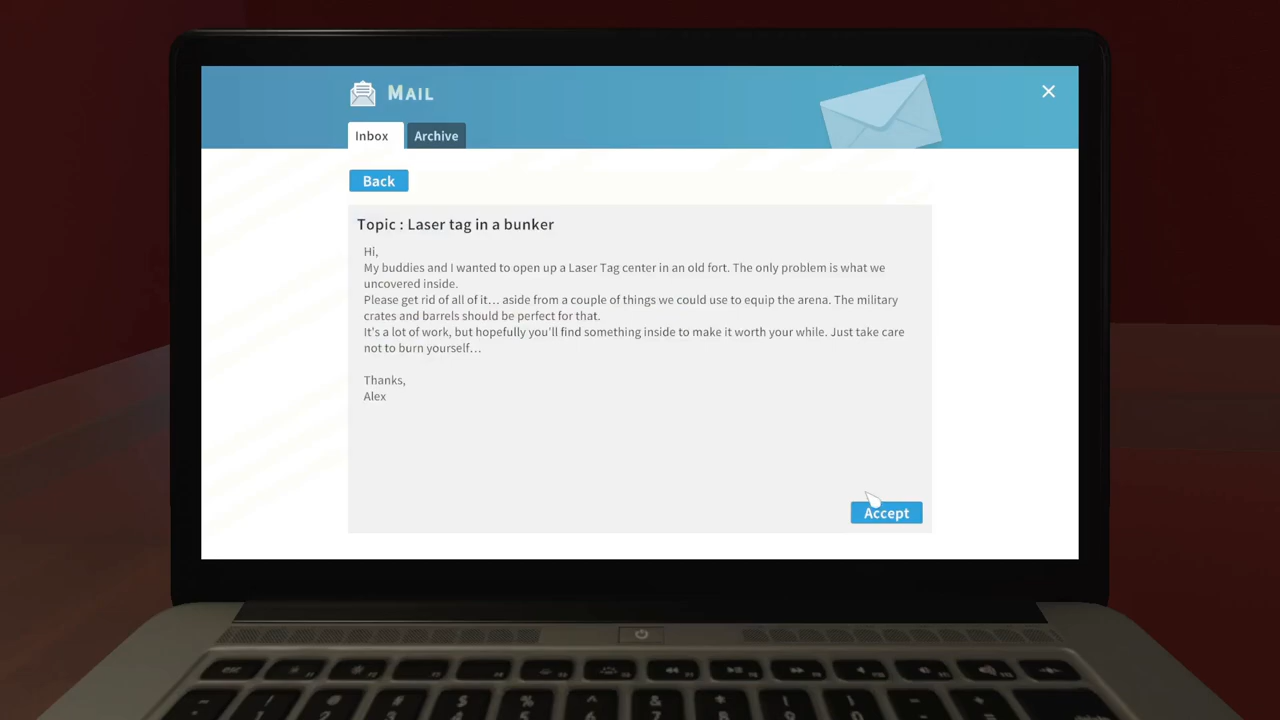 MAIL
Inbox
Archive
Back
Topic : Laser tag in a bunker
Hi,
My buddies and I wanted to open up a Laser Tag center in an old fort. The only problem is what we
uncovered inside.
Please get rid of all of it… aside from a couple of things we could use to equip the arena. The military
crates and barrels should be perfect for that.
It's a lot of work, but hopefully you'll find something inside to make it worth your while. Just take care
not to burn yourself…
Thanks,
Alex
Accept